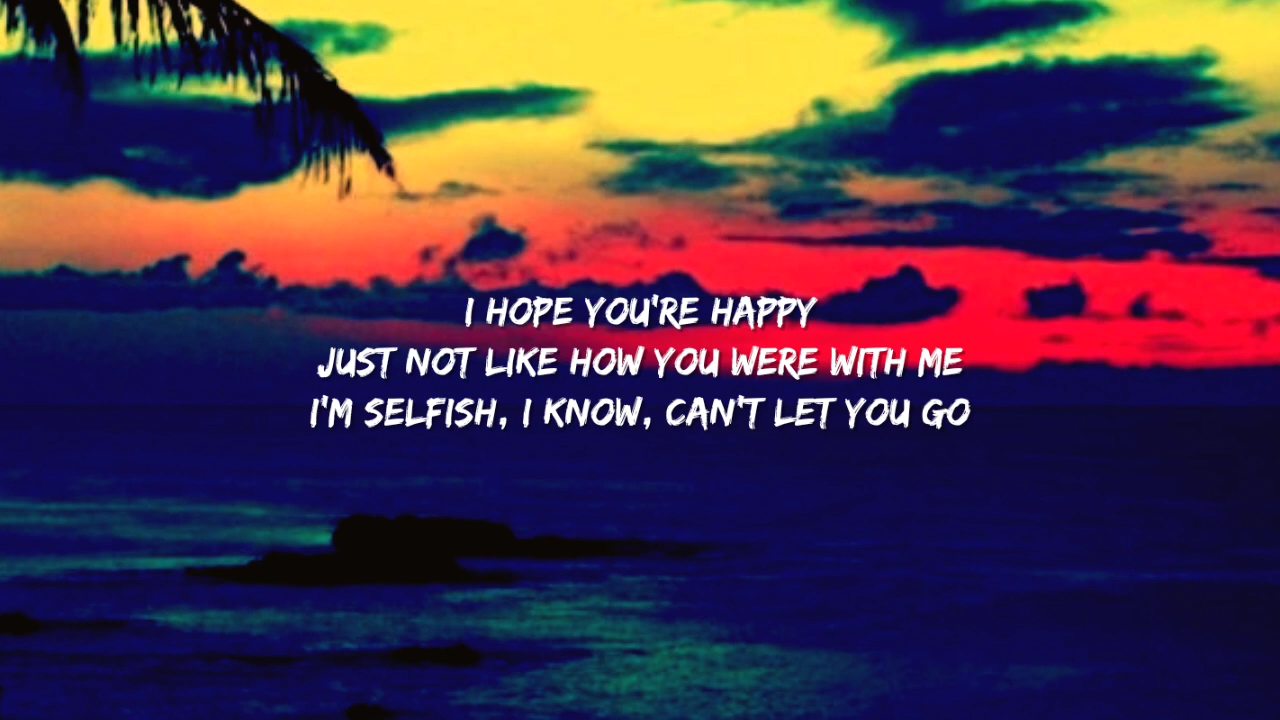 I HOPE YOU'RE HAPPY
JUST NOT LIKE HOW YOU WERE WITH ME
I'M SELFISH, I KNOW, CAN'T LET YOU GO